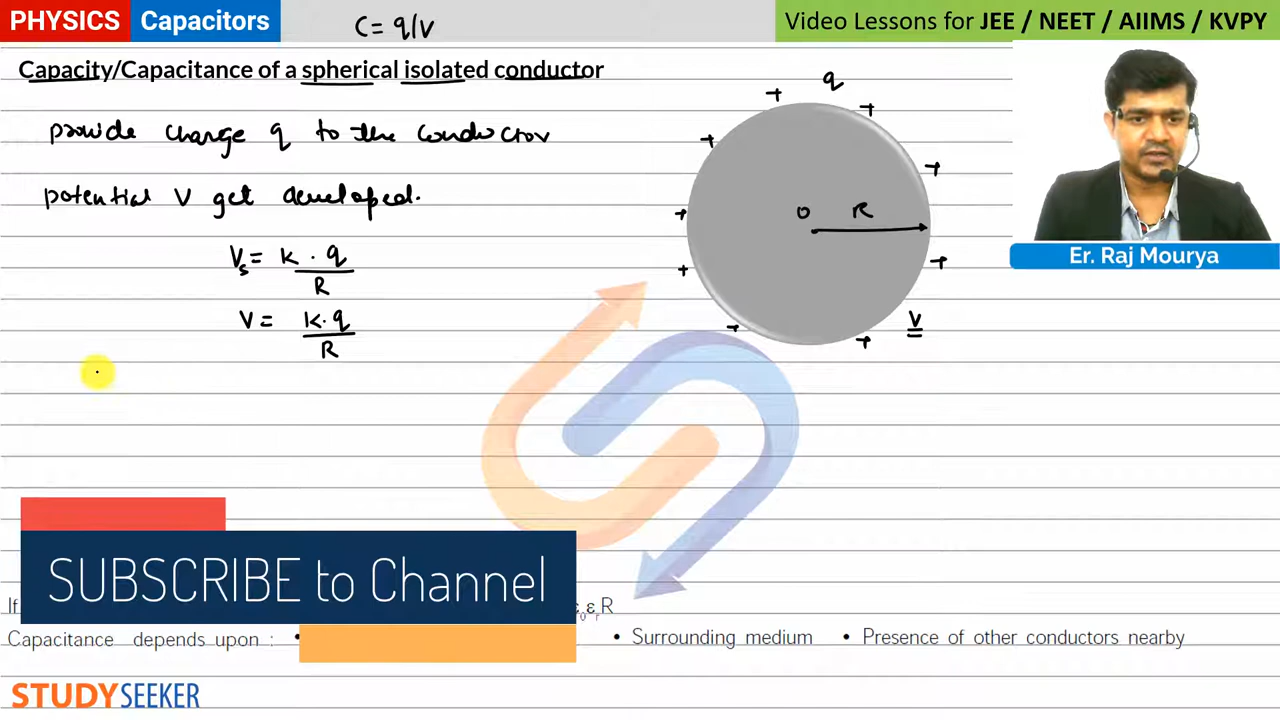 PHYSICS Capacitors C = q/V Video Lessons for JEE / NEET / AIIMS / KVPY
Capacity/Capacitance of a spherical isolated conductor
provide charge q to the conductor
potential V get developed.
Vs = K · q
R
V = K · q
R
q
+ + + + + + + + + +
O R
V
Er. Raj Mourya
SUBSCRIBE to Channel
If ε₀εᵣR
Capacitance depends upon : • • Surrounding medium • Presence of other conductors nearby
STUDYSEEKER